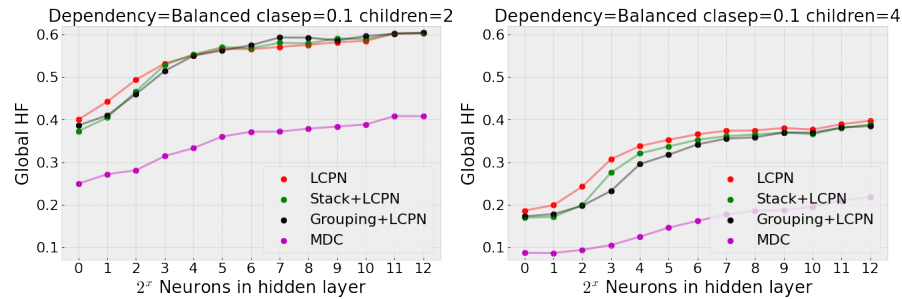 Dependency=Balanced clasep=0.1 children=2
0.6
0.5
0.4
0.3
0.2
0.1
Global HF
LCPN
Stack+LCPN
Grouping+LCPN
MDC
0 1 2 3 4 5 6 7 8 9 10 11 12
2^x Neurons in hidden layer
Dependency=Balanced clasep=0.1 children=4
0.6
0.5
0.4
0.3
0.2
0.1
Global HF
LCPN
Stack+LCPN
Grouping+LCPN
MDC
0 1 2 3 4 5 6 7 8 9 10 11 12
2^x Neurons in hidden layer